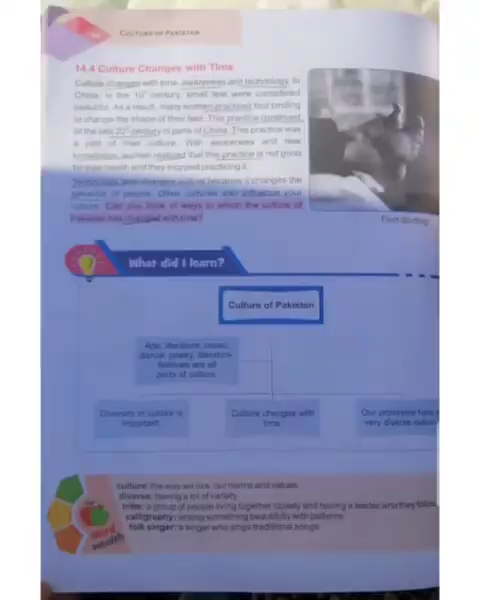 CULTURE OF PAKISTAN
14.4 Culture Changes with Time
Culture changes with time, awareness and technology. In
China, in the 10th century, small feet were considered
beautiful. As a result, many women practised foot binding
to change the shape of their feet. This practice continued
till the late 20th century in parts of China. This practice was
a part of their culture. With awareness and new
knowledge, women realized that this practice is not good
for their health and they stopped practicing it.
Technology also changes culture because it changes the
behavior of people. Other cultures also influence your
culture. Can you think of ways in which the culture of
Pakistan has changed with time?
Foot binding
What did I learn?
Culture of Pakistan
Arts, literature, music,
dance, poetry, literature
festivals are all
parts of culture.
Diversity in culture is
important.
Culture changes with
time.
Our provinces have
very diverse
culture: the way we live, our norms and values.
diverse: having a lot of variety.
tribe: a group of people living together closely and having a leader who they follow.
calligraphy: writing something beautifully with patterns.
folk singer: a singer who sings traditional songs.
Word